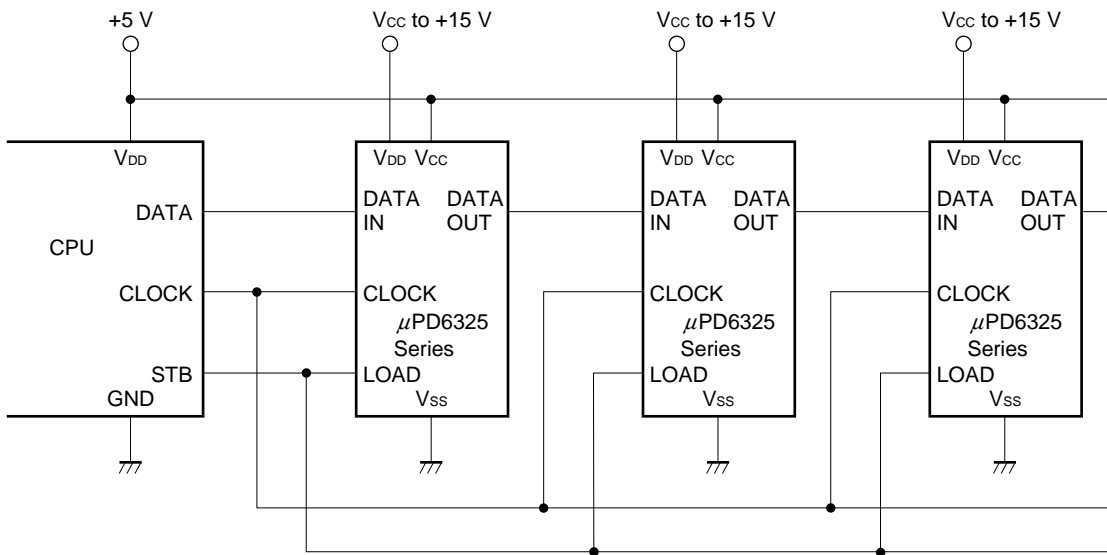 +5 V
VCC to +15 V
VCC to +15 V
VCC to +15 V
VDD
DATA
CPU
CLOCK
STB
GND
VDD VCC
DATA IN
DATA OUT
CLOCK
μPD6325
Series
LOAD
VSS
VDD VCC
DATA IN
DATA OUT
CLOCK
μPD6325
Series
LOAD
VSS
VDD VCC
DATA IN
DATA OUT
CLOCK
μPD6325
Series
LOAD
VSS